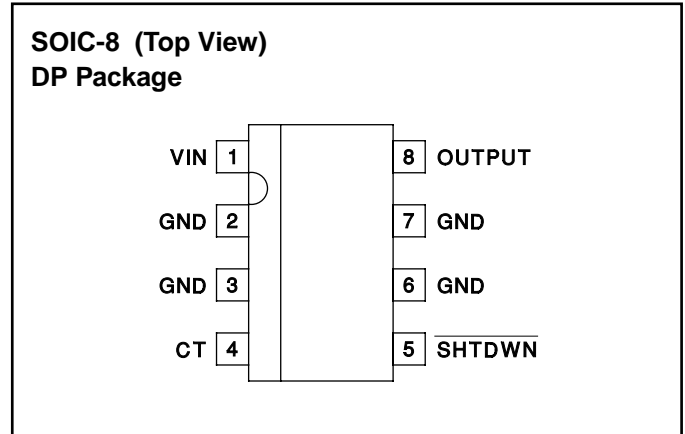 SOIC-8 (Top View)
DP Package
VIN 1 8 OUTPUT
GND 2 7 GND
GND 3 6 GND
CT 4 5 SHTDWN